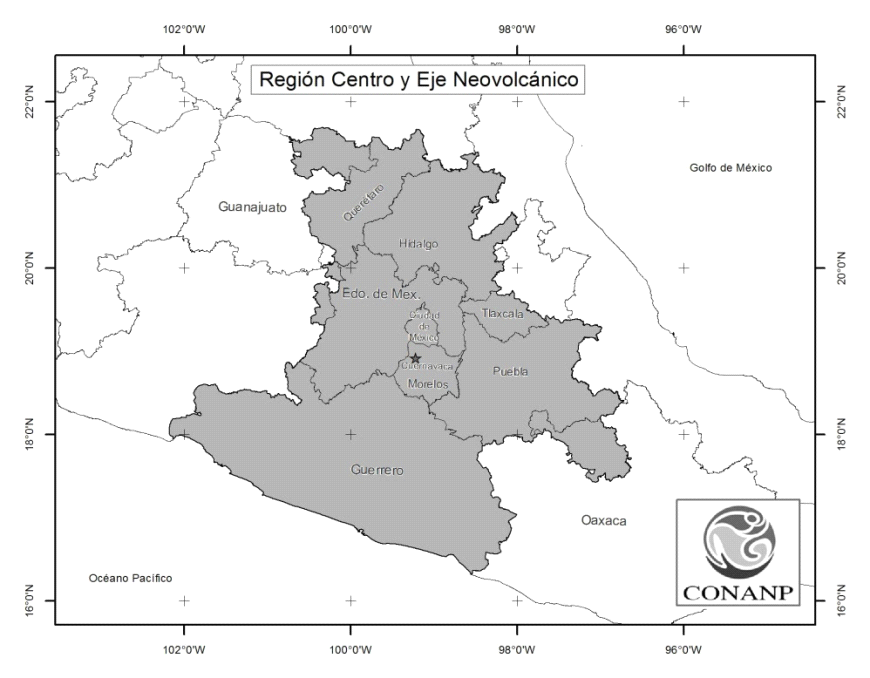 102°0'W 100°0'W 98°0'W 96°0'W
Región Centro y Eje Neovolcánico
22°0'N 22°0'N
Golfo de México
Querétaro
Guanajuato
Hidalgo
20°0'N 20°0'N
Edo. de Mex.
Tlaxcala
Ciudad
de
México
Cuernavaca
Puebla
Morelos
18°0'N 18°0'N
Guerrero
Oaxaca
Océano Pacífico
CONANP
16°0'N 16°0'N
102°0'W 100°0'W 98°0'W 96°0'W